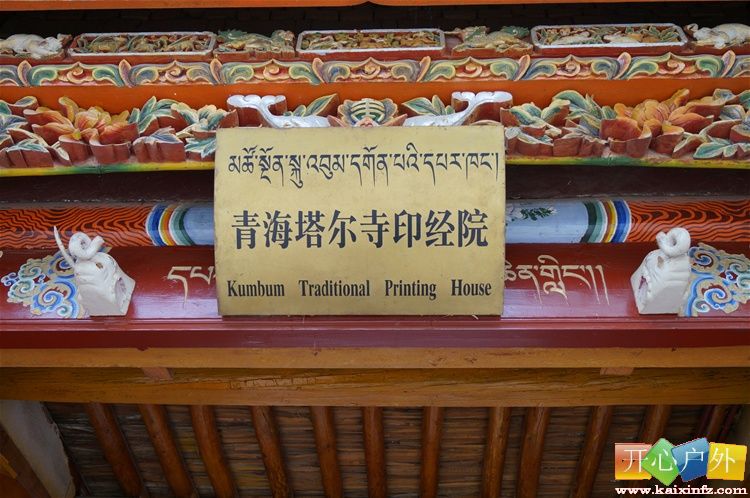 མཚོ་སྔོན་སྐུ་འབུམ་དགོན་པའི་དཔར་ཁང་།
青海塔尔寺印经院
Kumbum Traditional Printing House
开心户外
www.kaixinfz.com